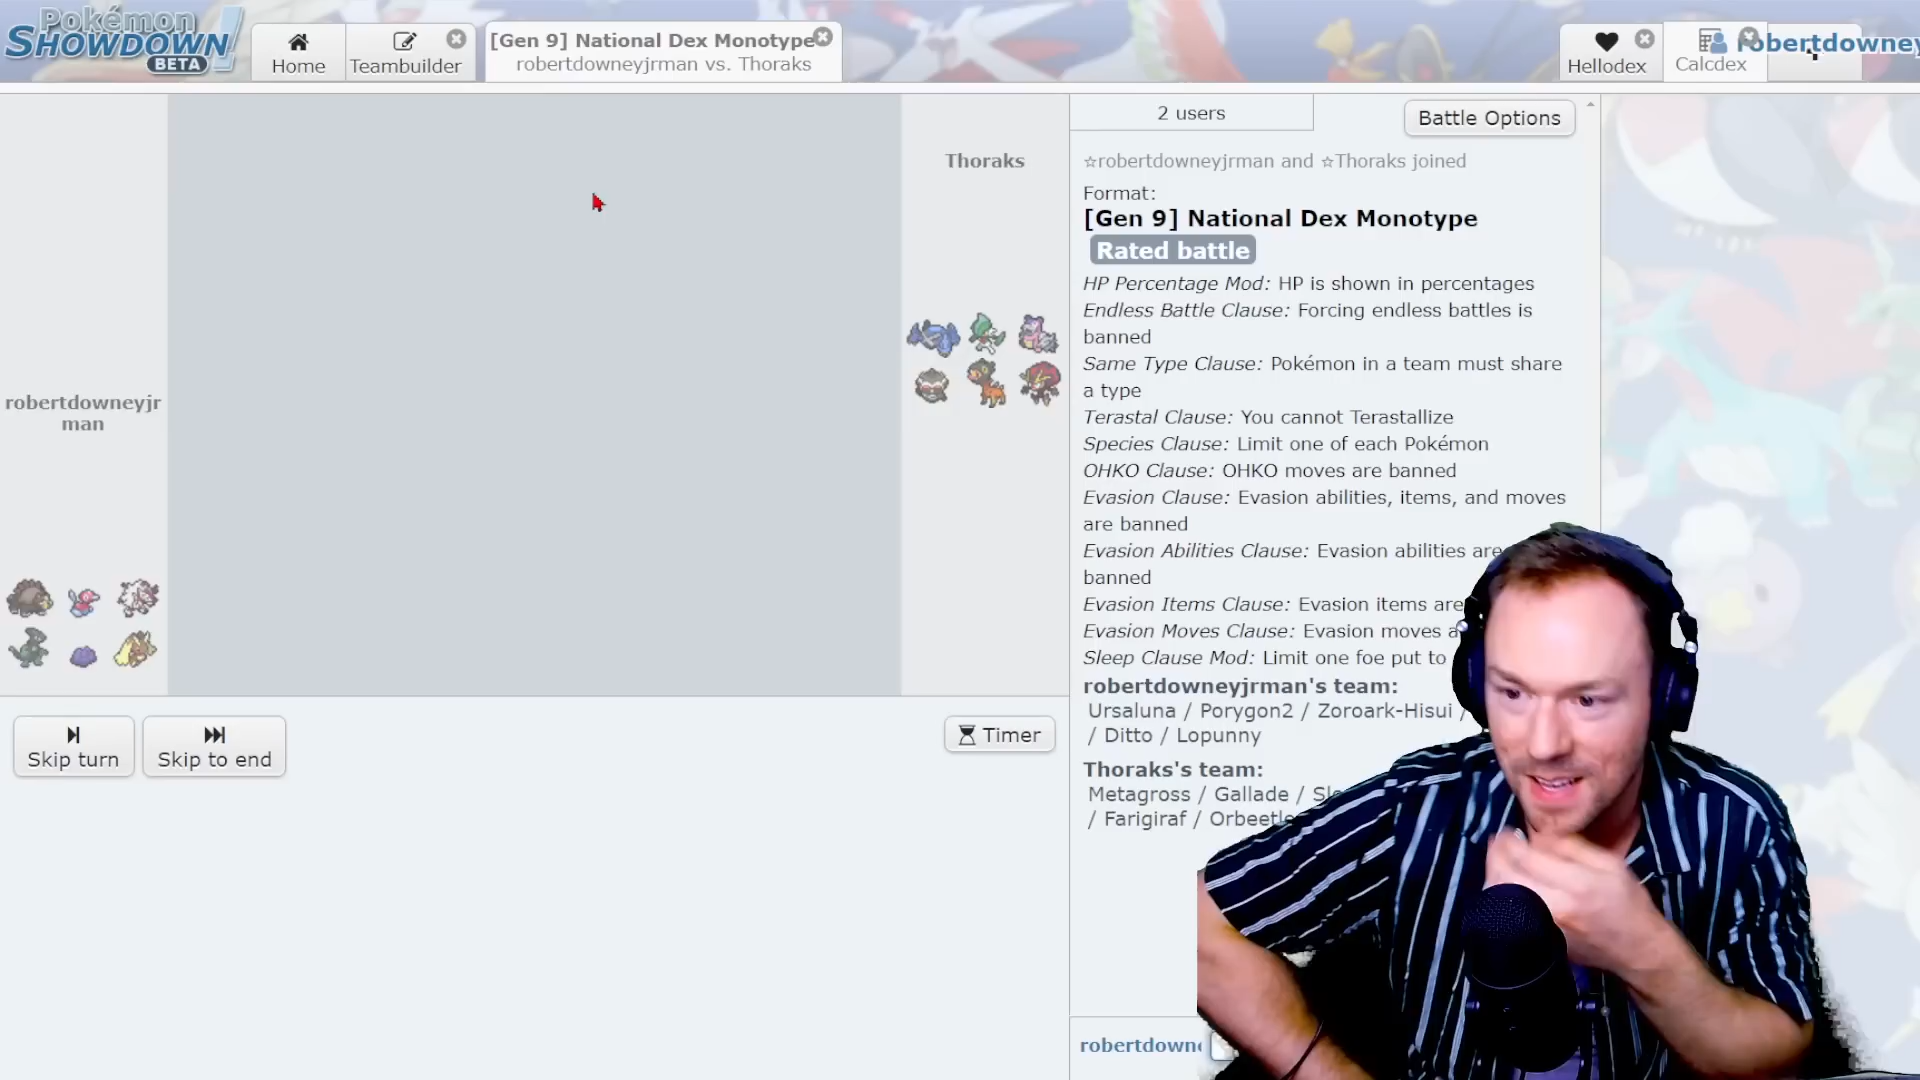 Pokémon
SHOWDOWN!
BETA
Home
Teambuilder
[Gen 9] National Dex Monotype
robertdowneyjrman vs. Thoraks
Hellodex
Calcdex
robertdowney
Thoraks
robertdowneyjr
man
2 users
Battle Options
☆robertdowneyjrman and ☆Thoraks joined
Format:
[Gen 9] National Dex Monotype
Rated battle
HP Percentage Mod: HP is shown in percentages
Endless Battle Clause: Forcing endless battles is
banned
Same Type Clause: Pokémon in a team must share
a type
Terastal Clause: You cannot Terastallize
Species Clause: Limit one of each Pokémon
OHKO Clause: OHKO moves are banned
Evasion Clause: Evasion abilities, items, and moves
are banned
Evasion Abilities Clause: Evasion abilities are
banned
Evasion Items Clause: Evasion items are
Evasion Moves Clause: Evasion moves a
Sleep Clause Mod: Limit one foe put to
robertdowneyjrman's team:
Ursaluna / Porygon2 / Zoroark-Hisui /
/ Ditto / Lopunny
Thoraks's team:
Metagross / Gallade /
/ Farigiraf / Orbeetle
Skip turn
Skip to end
Timer
robertdown